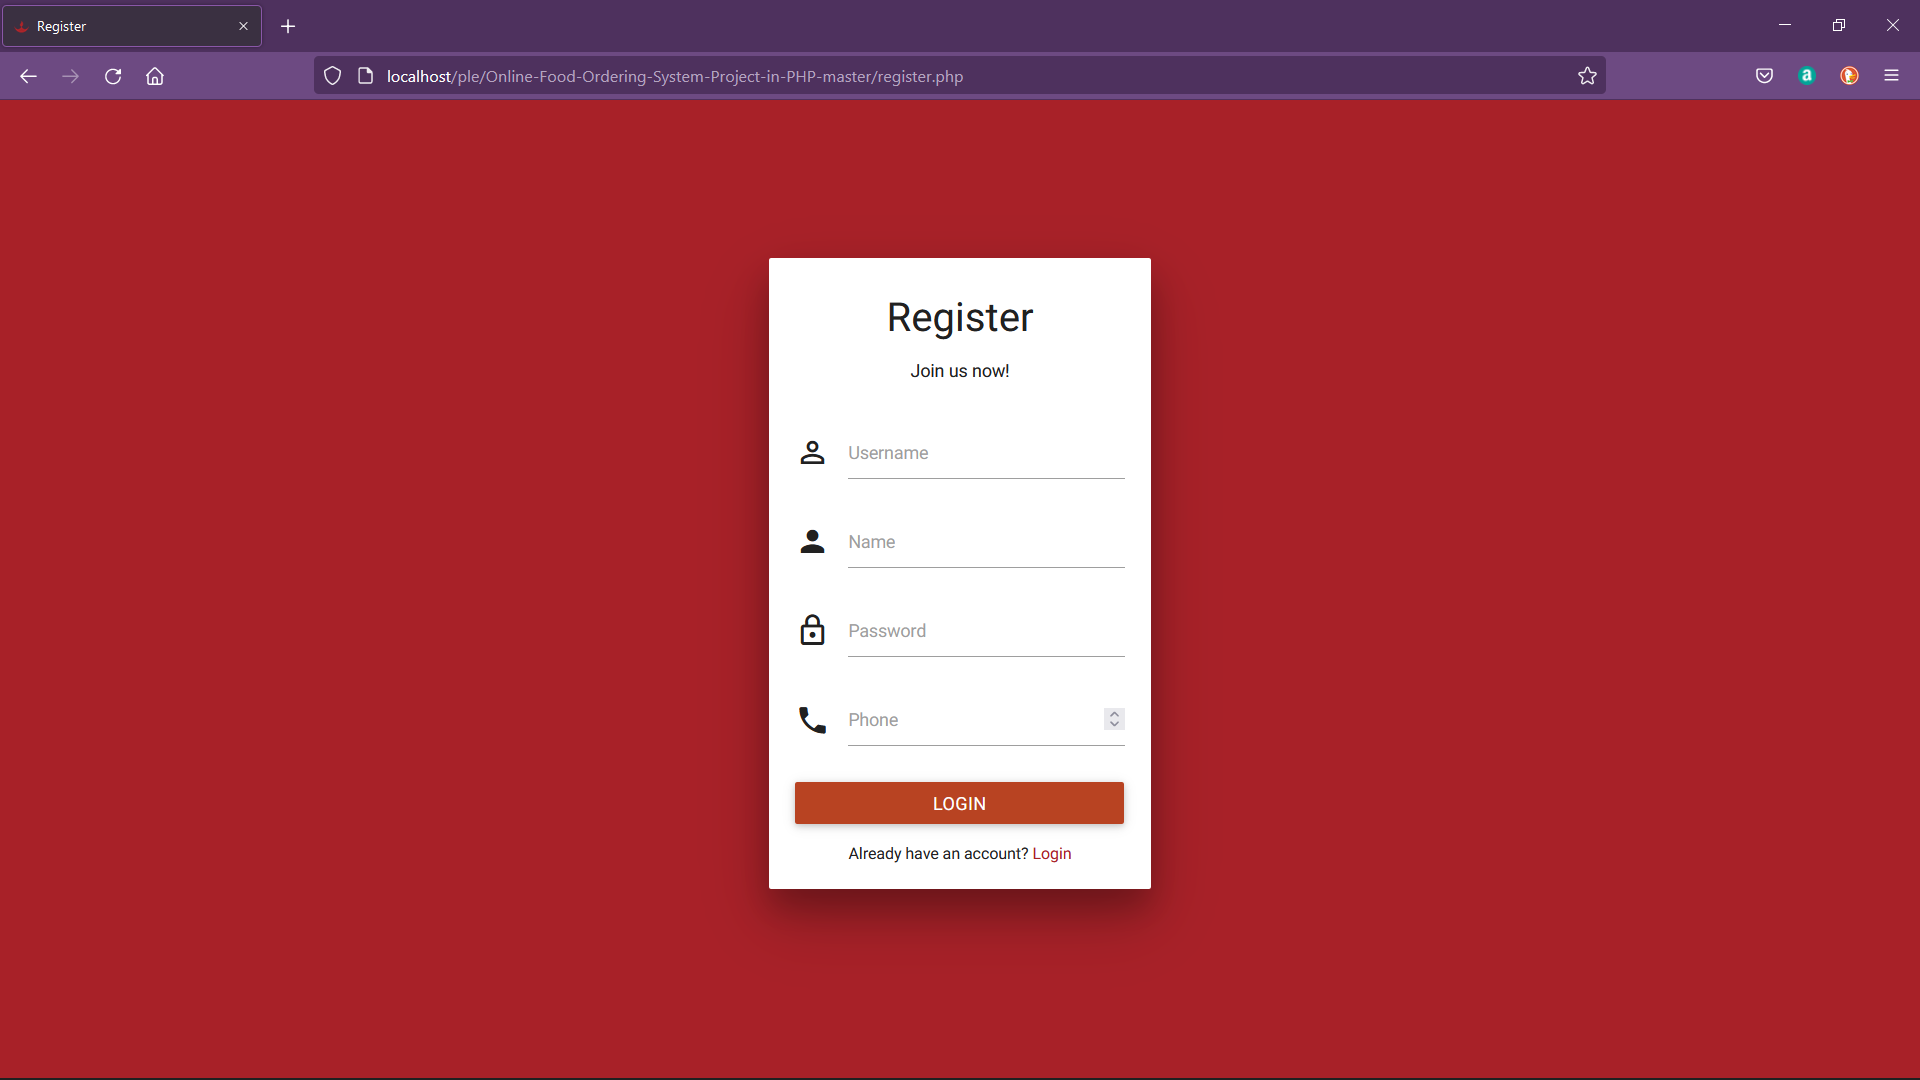 Register
localhost/ple/Online-Food-Ordering-System-Project-in-PHP-master/register.php
Register
Join us now!
Username
Name
Password
Phone
LOGIN
Already have an account? Login